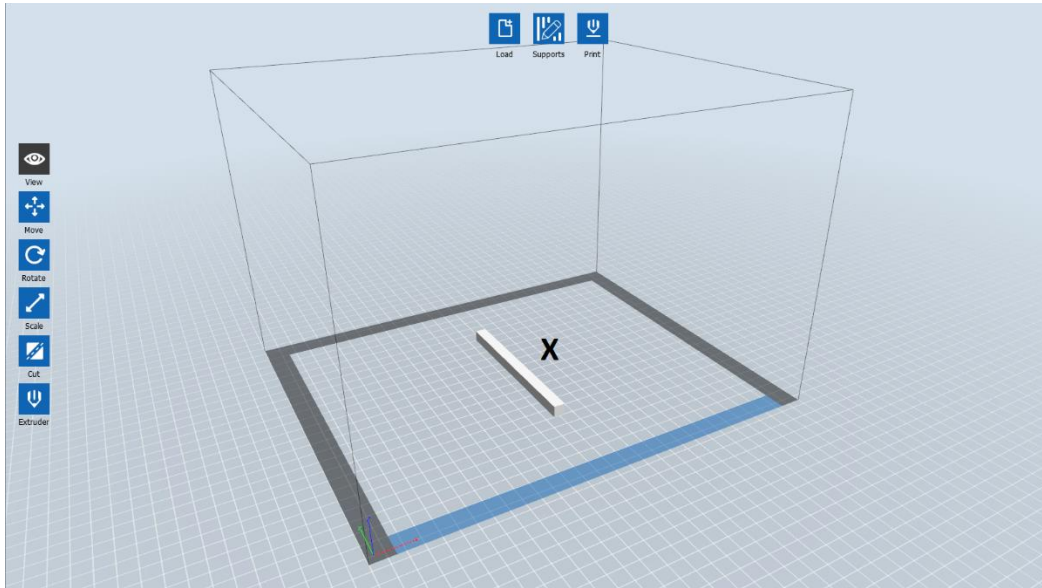 Load
Supports
Print
View
Move
Rotate
Scale
Cut
Extruder
X